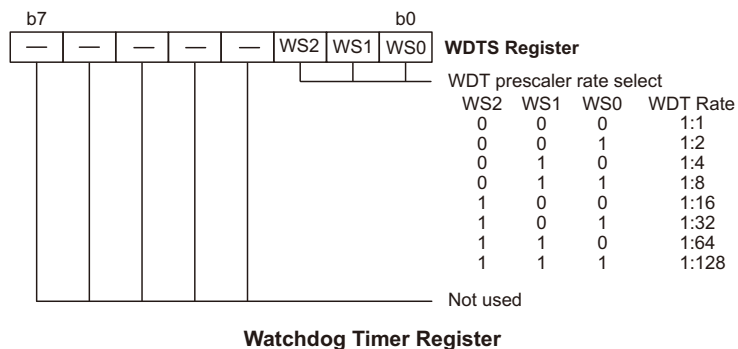 b7 b0
— — — — — WS2 WS1 WS0 WDTS Register
WDT prescaler rate select
WS2 WS1 WS0 WDT Rate
0 0 0 1:1
0 0 1 1:2
0 1 0 1:4
0 1 1 1:8
1 0 0 1:16
1 0 1 1:32
1 1 0 1:64
1 1 1 1:128
Not used
Watchdog Timer Register